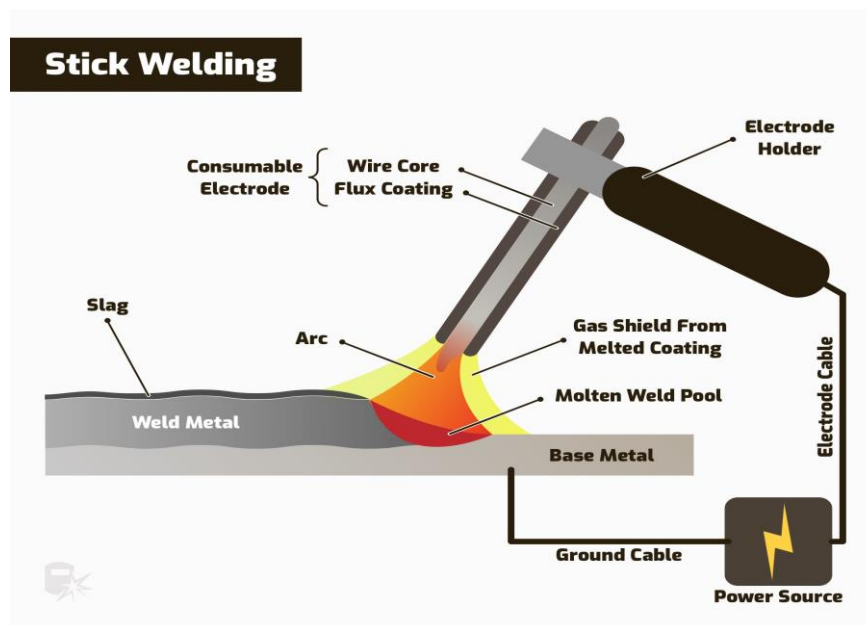 Stick Welding
Electrode
Holder
Consumable
Electrode
Wire Core
Flux Coating
Slag
Arc
Gas Shield From
Melted Coating
Molten Weld Pool
Electrode Cable
Weld Metal
Base Metal
Ground Cable
Power Source